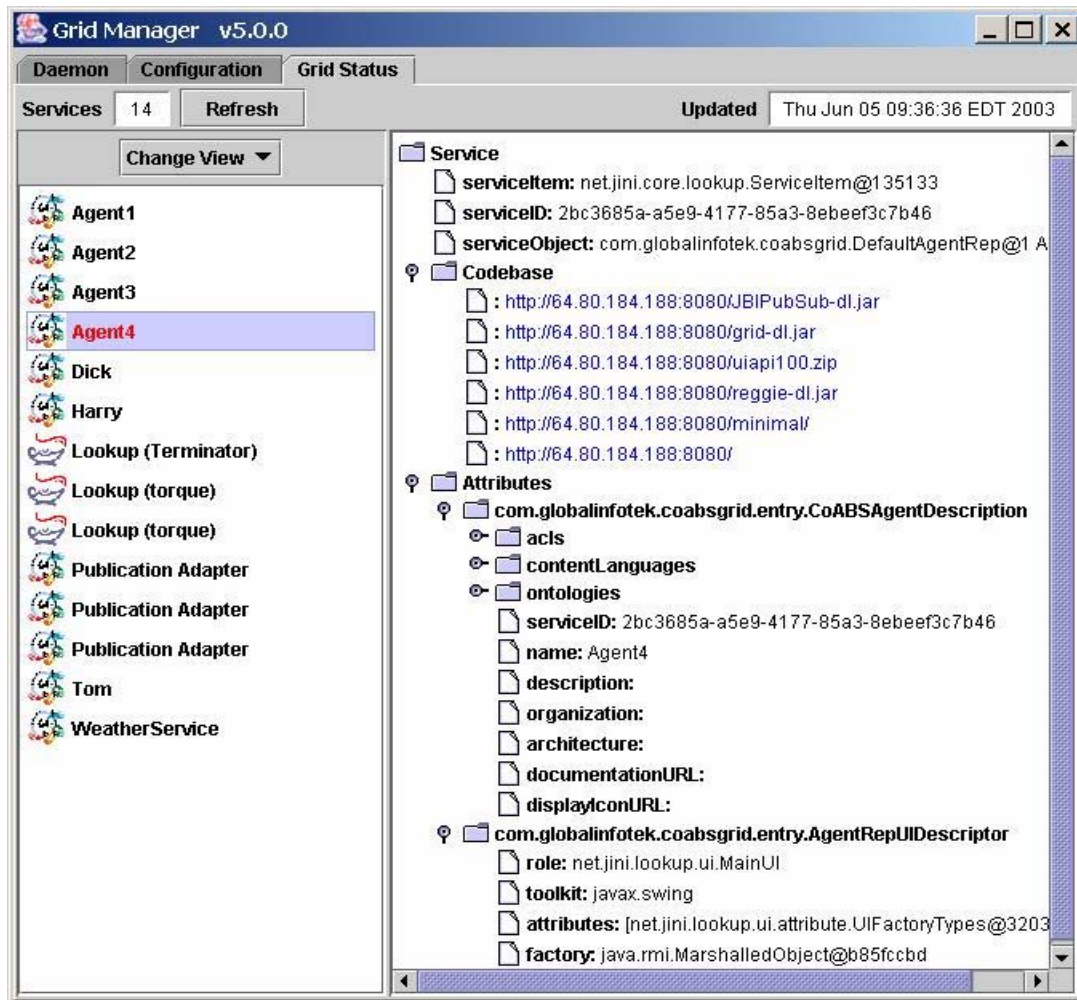 Grid Manager v5.0.0
Daemon Configuration Grid Status
Services 14 Refresh Updated Thu Jun 05 09:36:36 EDT 2003
Change View
Agent1
Agent2
Agent3
Agent4
Dick
Harry
Lookup (Terminator)
Lookup (torque)
Lookup (torque)
Publication Adapter
Publication Adapter
Publication Adapter
Tom
WeatherService
Service
serviceItem: net.jini.core.lookup.ServiceItem@135133
serviceID: 2bc3685a-a5e9-4177-85a3-8ebeef3c7b46
serviceObject: com.globalinfotek.coabsgrid.DefaultAgentRep@1 A
Codebase
: http://64.80.184.188:8080/JBIPubSub-dl.jar
: http://64.80.184.188:8080/grid-dl.jar
: http://64.80.184.188:8080/uiapi100.zip
: http://64.80.184.188:8080/reggie-dl.jar
: http://64.80.184.188:8080/minimal/
: http://64.80.184.188:8080/
Attributes
com.globalinfotek.coabsgrid.entry.CoABSAgentDescription
acls
contentLanguages
ontologies
serviceID: 2bc3685a-a5e9-4177-85a3-8ebeef3c7b46
name: Agent4
description:
organization:
architecture:
documentationURL:
displayIconURL:
com.globalinfotek.coabsgrid.entry.AgentRepUIDescriptor
role: net.jini.lookup.ui.MainUI
toolkit: javax.swing
attributes: [net.jini.lookup.ui.attribute.UIFactoryTypes@3203
factory: java.rmi.MarshalledObject@b85fccbd